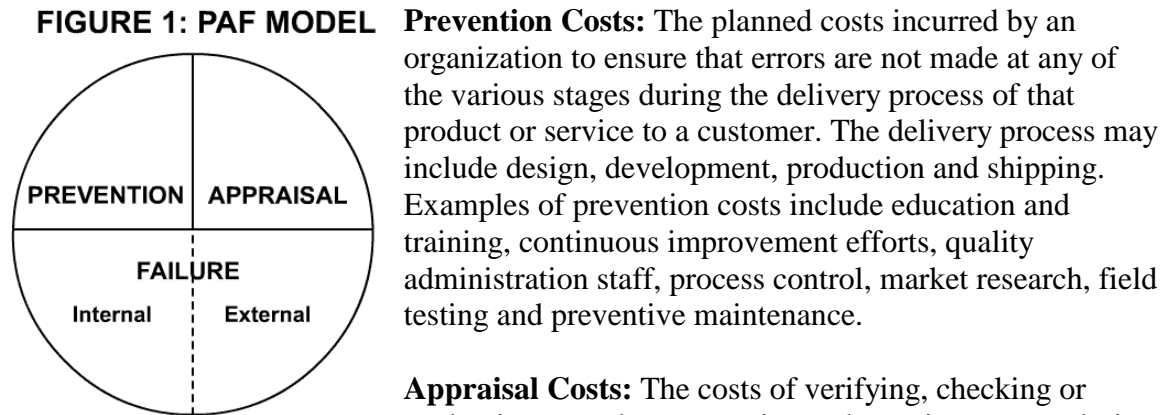 FIGURE 1: PAF MODEL
PREVENTION
APPRAISAL
FAILURE
Internal
External
Prevention Costs: The planned costs incurred by an
organization to ensure that errors are not made at any of
the various stages during the delivery process of that
product or service to a customer. The delivery process may
include design, development, production and shipping.
Examples of prevention costs include education and
training, continuous improvement efforts, quality
administration staff, process control, market research, field
testing and preventive maintenance.
Appraisal Costs: The costs of verifying, checking or